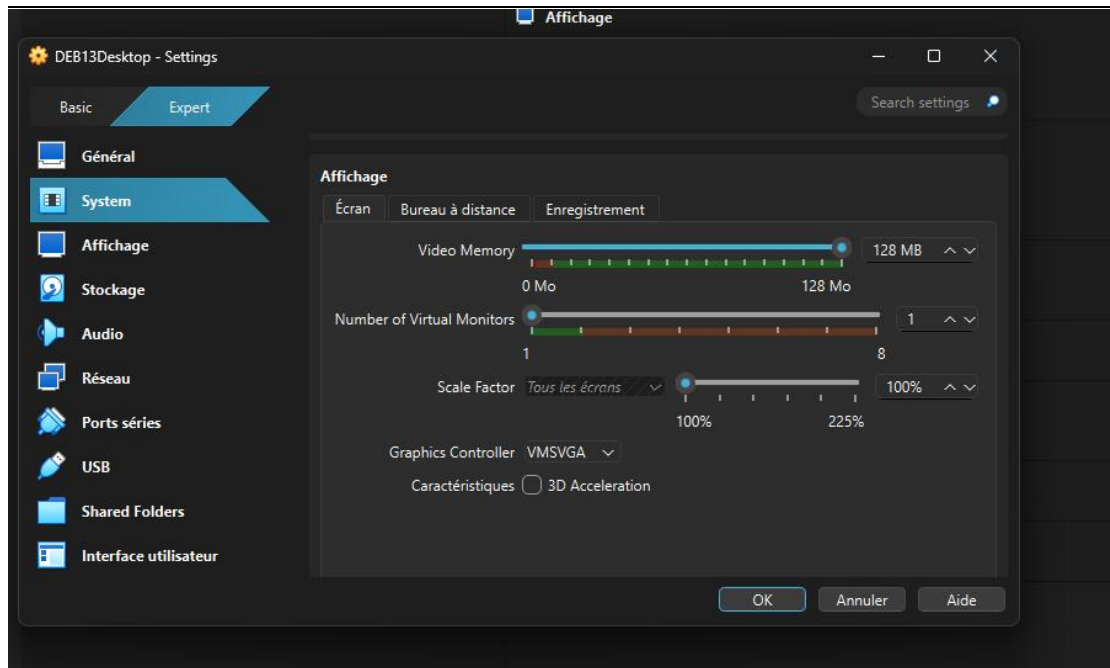 Affichage
DEB13Desktop - Settings
Basic Expert Search settings
Général
System
Affichage
Stockage
Audio
Réseau
Ports séries
USB
Shared Folders
Interface utilisateur
Affichage
Écran Bureau à distance Enregistrement
Video Memory 128 MB
0 Mo 128 Mo
Number of Virtual Monitors 1
1 8
Scale Factor Tous les écrans 100%
100% 225%
Graphics Controller VMSVGA
Caractéristiques 3D Acceleration
OK Annuler Aide